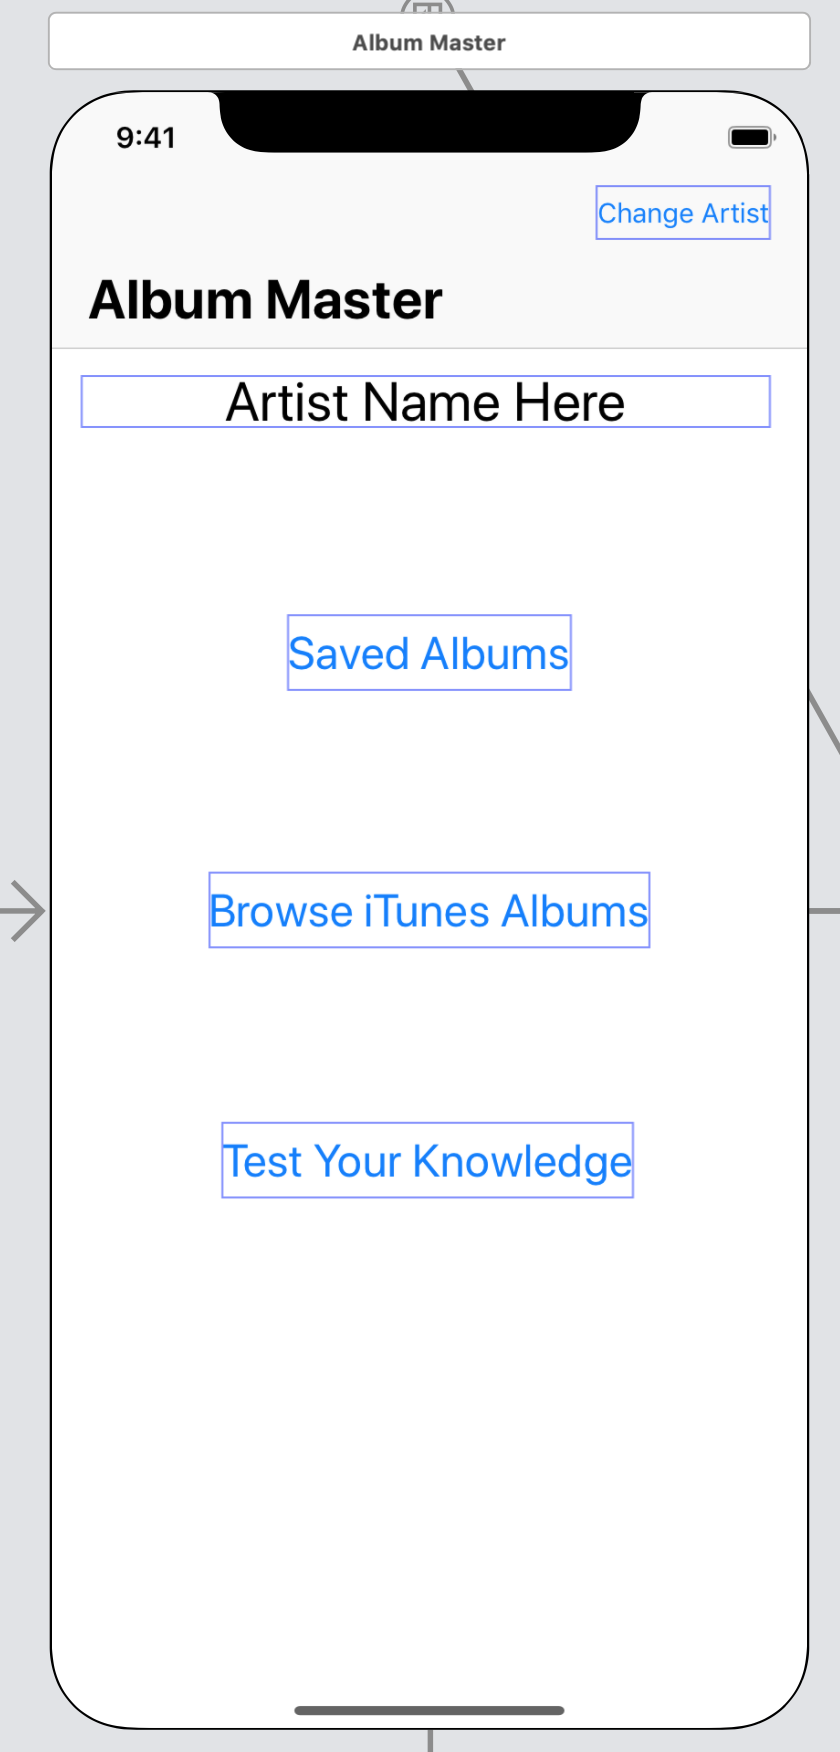 Album Master
9:41
Change Artist
Album Master
Artist Name Here
Saved Albums
Browse iTunes Albums
Test Your Knowledge